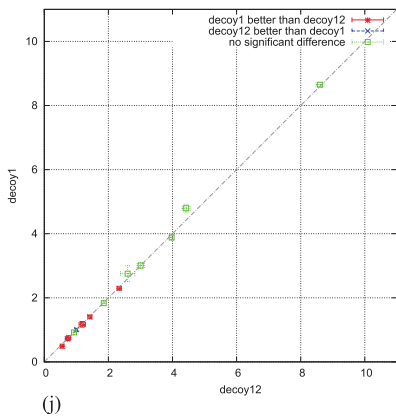 decoy1 better than decoy12
decoy12 better than decoy1
no significant difference
10
8
6
4
2
0
decoy1
0 2 4 6 8 10
decoy12
(j)